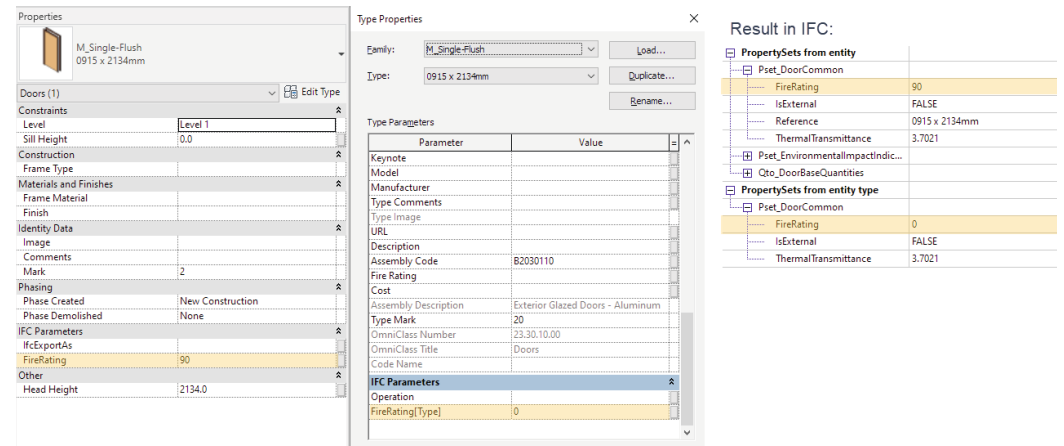 Properties
M_Single-Flush
0915 x 2134mm
Doors (1)
Edit Type
Constraints
Level Level 1
Sill Height 0.0
Construction
Frame Type
Materials and Finishes
Frame Material
Finish
Identity Data
Image
Comments
Mark 2
Phasing
Phase Created New Construction
Phase Demolished None
IFC Parameters
IfcExportAs
FireRating 90
Other
Head Height 2134.0
Type Properties
Family: M_Single-Flush Load...
Type: 0915 x 2134mm Duplicate...
Rename...
Type Parameters
Parameter Value =
Keynote
Model
Manufacturer
Type Comments
Type Image
URL
Description
Assembly Code B2030110
Fire Rating
Cost
Assembly Description Exterior Glazed Doors - Aluminum
Type Mark 20
OmniClass Number 23.30.10.00
OmniClass Title Doors
Code Name
IFC Parameters
Operation
FireRating[Type] 0
Result in IFC:
PropertySets from entity
Pset_DoorCommon
FireRating 90
IsExternal FALSE
Reference 0915 x 2134mm
ThermalTransmittance 3.7021
Pset_EnvironmentalImpactIndic...
Qto_DoorBaseQuantities
PropertySets from entity type
Pset_DoorCommon
FireRating 0
IsExternal FALSE
ThermalTransmittance 3.7021